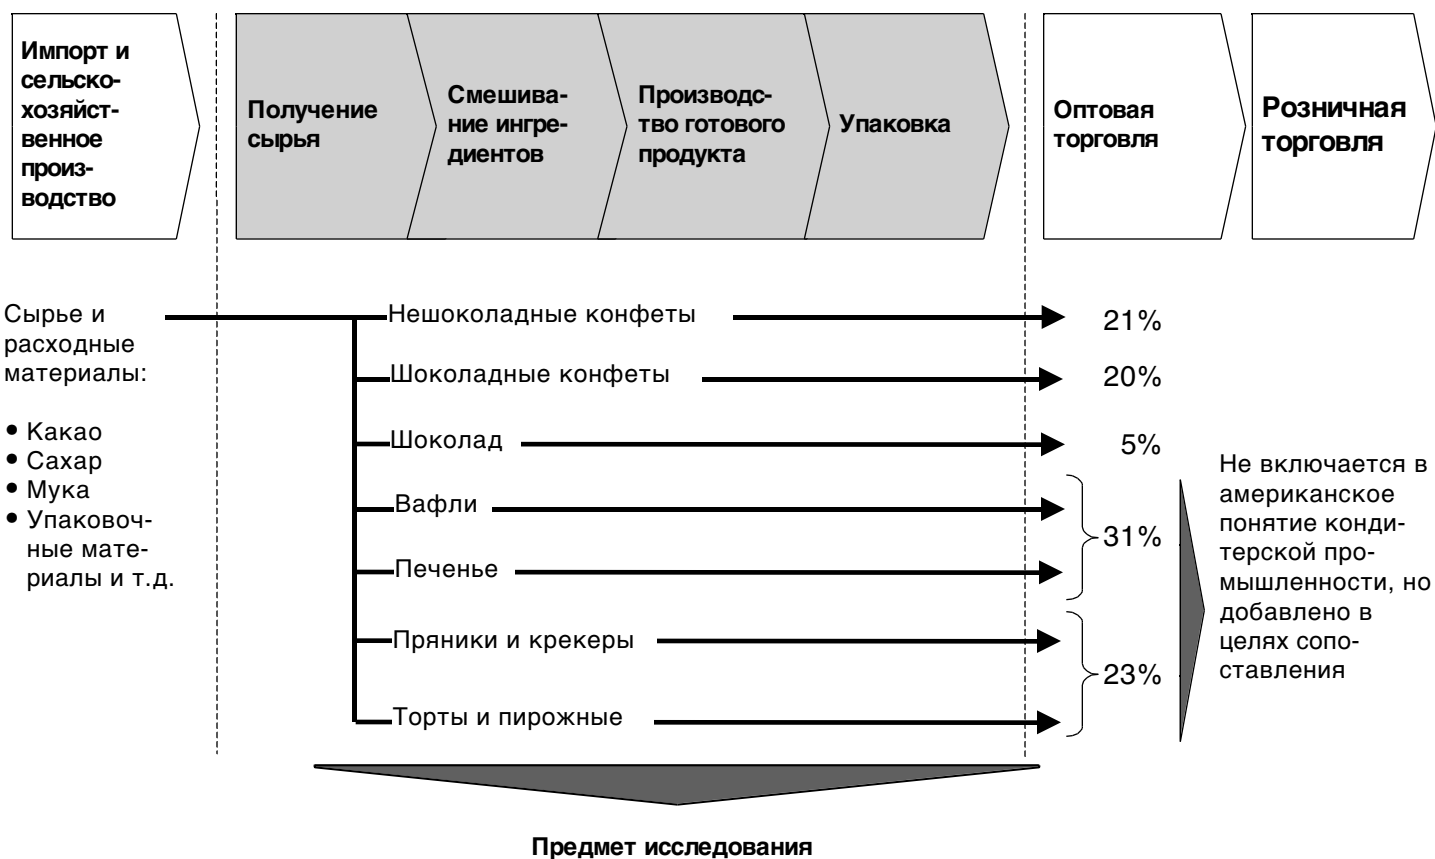 Импорт и
сельско-
хозяйст-
венное
произ-
водство
Получение
сырья
Смешива-
ние ингре-
диентов
Производс-
тво готового
продукта
Упаковка
Оптовая
торговля
Розничная
торговля
Сырье и
расходные
материалы:
• Какао
• Сахар
• Мука
• Упаковоч-
ные мате-
риалы и т.д.
Нешоколадные конфеты
21%
Шоколадные конфеты
20%
Шоколад
5%
Вафли
Печенье
31%
Пряники и крекеры
Торты и пирожные
23%
Не включается в
американское
понятие конди-
терской про-
мышленности, но
добавлено в
целях сопо-
ставления
Предмет исследования